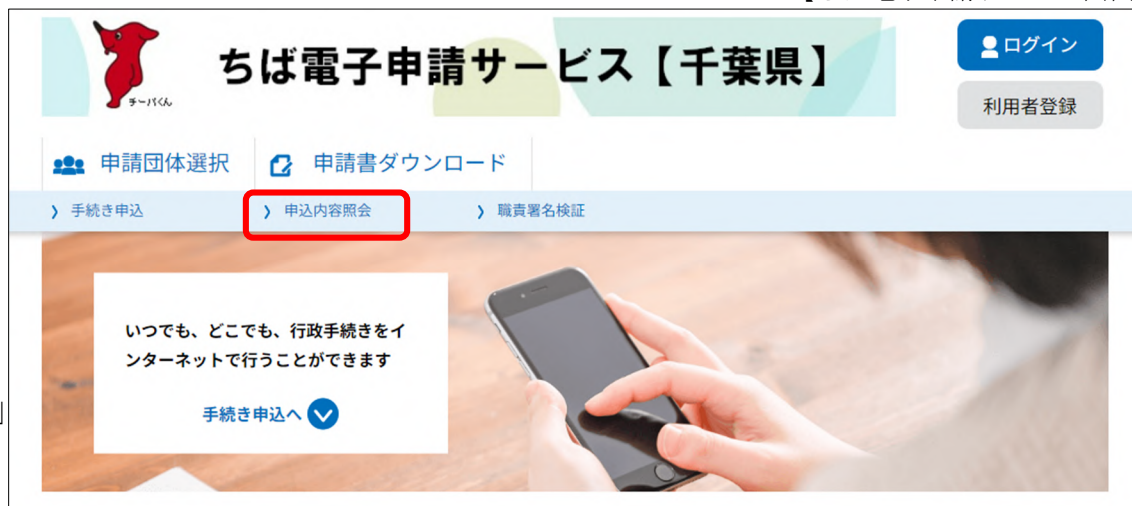 ちば電子申請サービス【千葉県】
チーバくん
ログイン
利用者登録
申請団体選択
申請書ダウンロード
手続き申込
申込内容照会
職責署名検証
いつでも、どこでも、行政手続きをイ
ンターネットで行うことができます
手続き申込へ